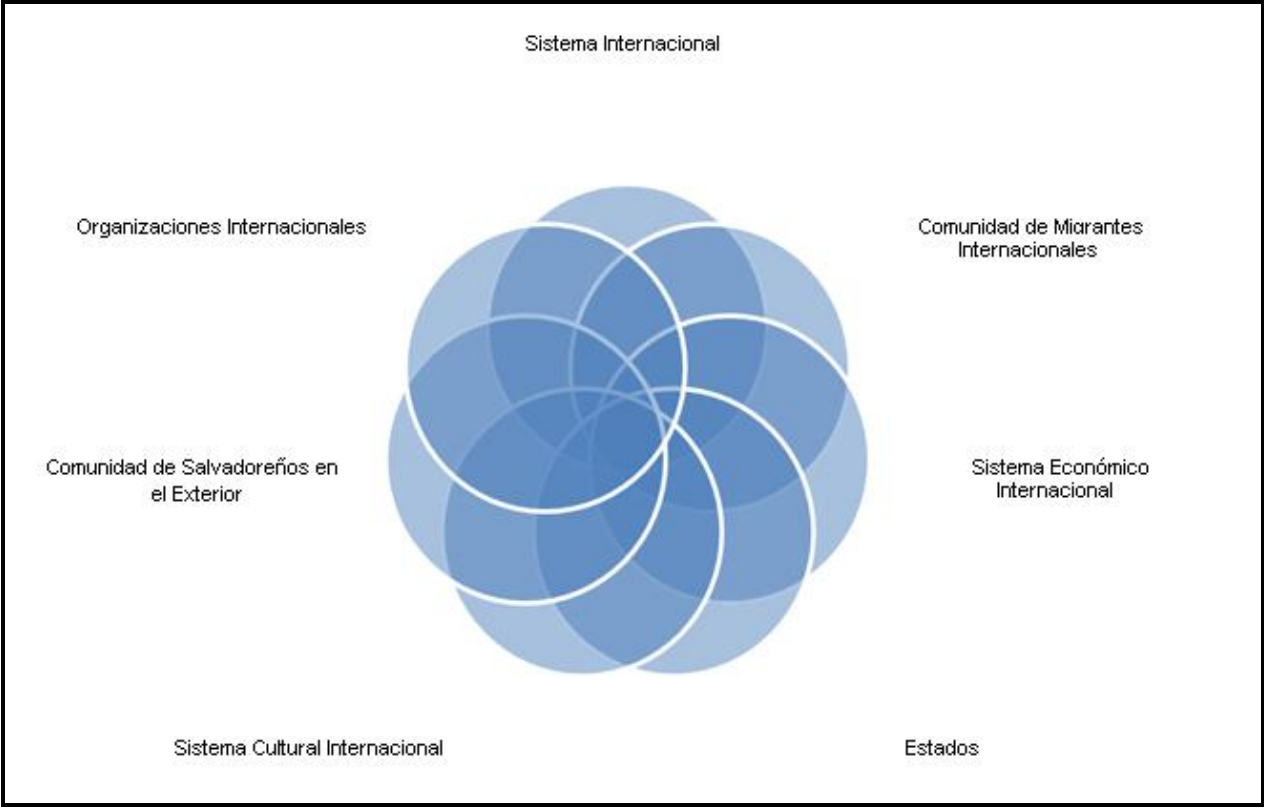 Sistema Internacional
Organizaciones Internacionales
Comunidad de Migrantes
Internacionales
Comunidad de Salvadoreños en
el Exterior
Sistema Económico
Internacional
Sistema Cultural Internacional
Estados